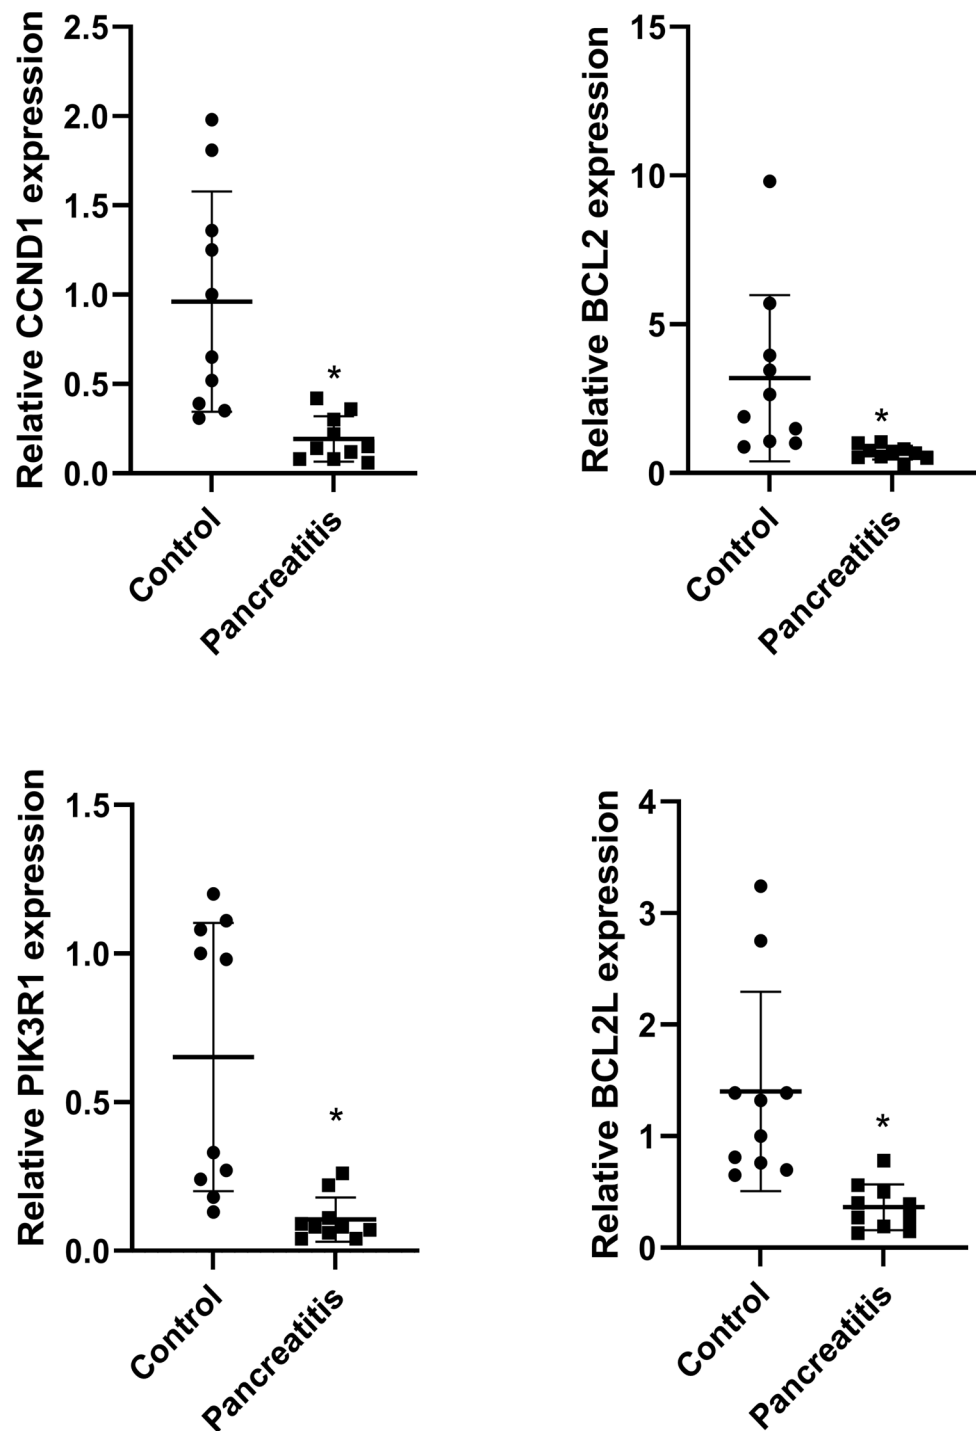 Relative CCND1 expression
2.5
2.0
1.5
1.0
0.5
0.0
*
Control
Pancreatitis
Relative BCL2 expression
15
10
5
0
*
Control
Pancreatitis
Relative PIK3R1 expression
1.5
1.0
0.5
0.0
*
Control
Pancreatitis
Relative BCL2L expression
4
3
2
1
0
*
Control
Pancreatitis